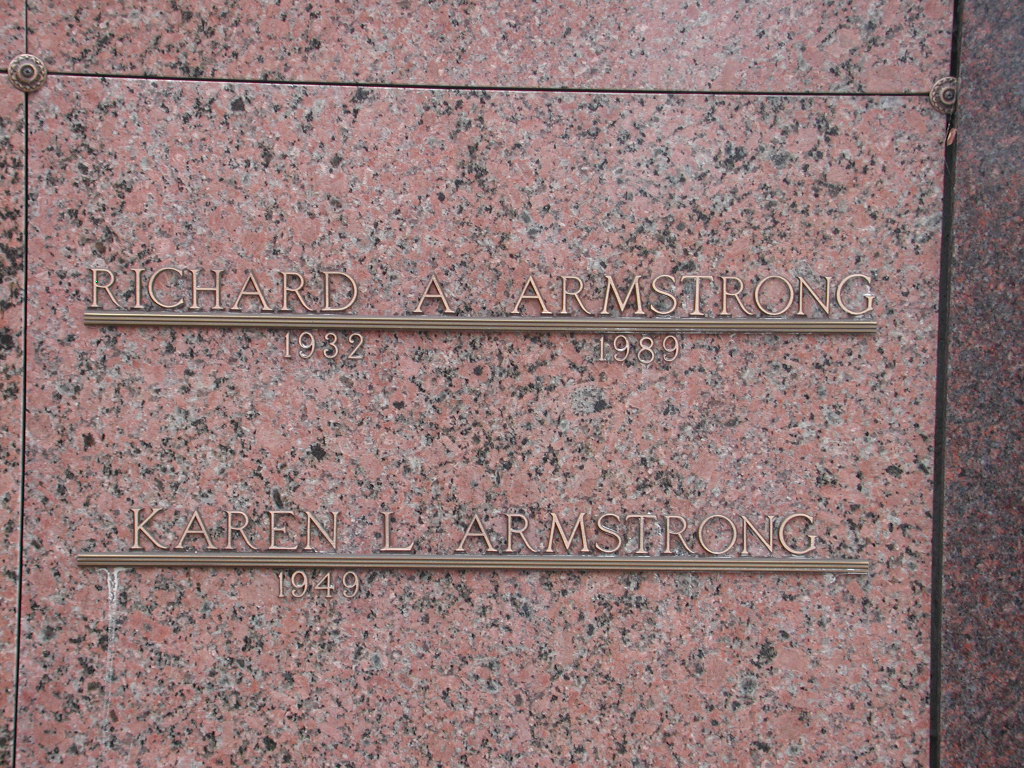 RICHARD A ARMSTRONG
1932 1989
KAREN L ARMSTRONG
1949